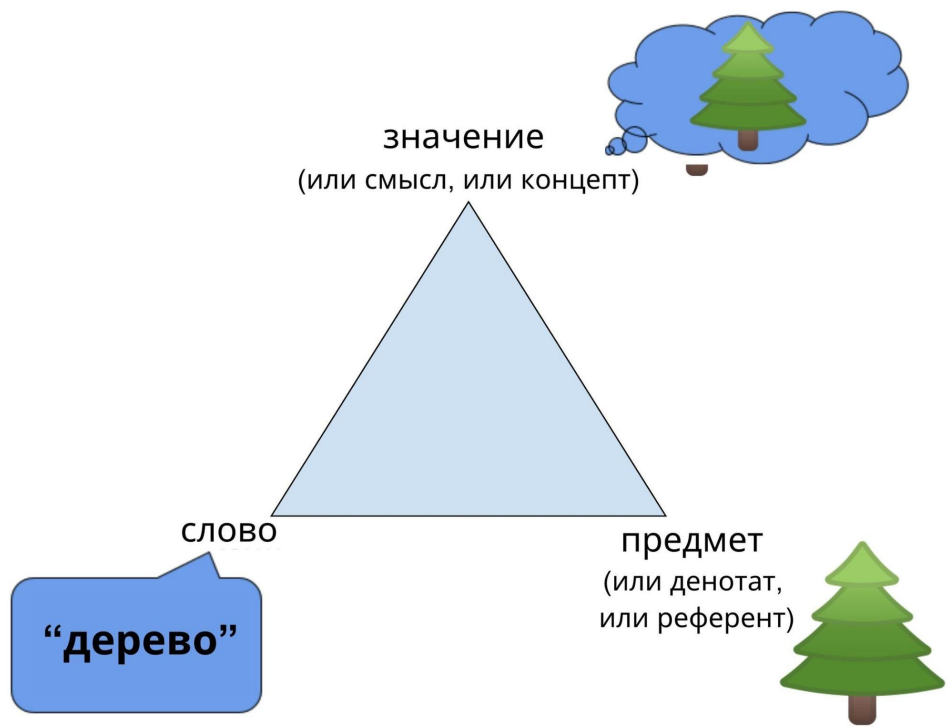 значение
(или смысл, или концепт)
слово
предмет
(или денотат,
или референт)
“дерево”